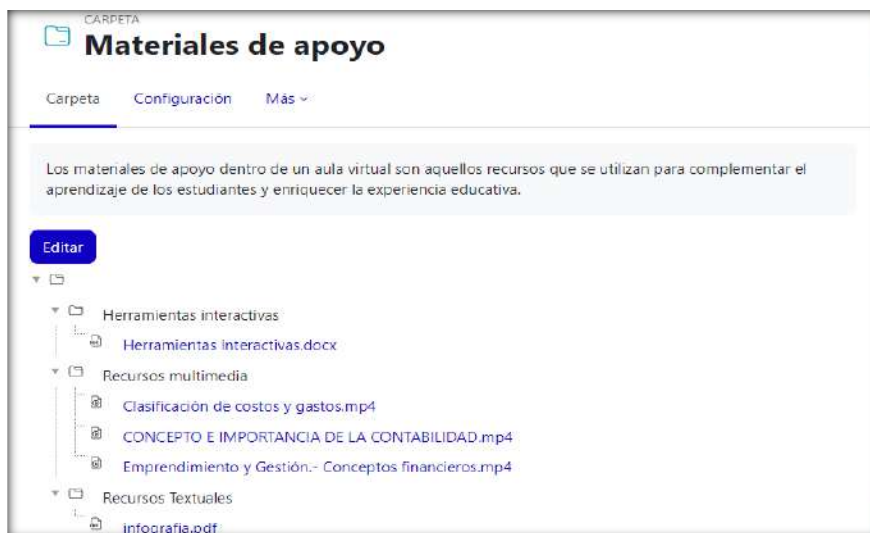 CARPETA
Materiales de apoyo
Carpeta Configuración Más
Los materiales de apoyo dentro de un aula virtual son aquellos recursos que se utilizan para complementar el
aprendizaje de los estudiantes y enriquecer la experiencia educativa.
Editar
Herramientas interactivas
Herramientas Interactivas.docx
Recursos multimedia
Clasificación de costos y gastos.mp4
CONCEPTO E IMPORTANCIA DE LA CONTABILIDAD.mp4
Emprendimiento y Gestión.- Conceptos financieros.mp4
Recursos Textuales
infografia.pdf